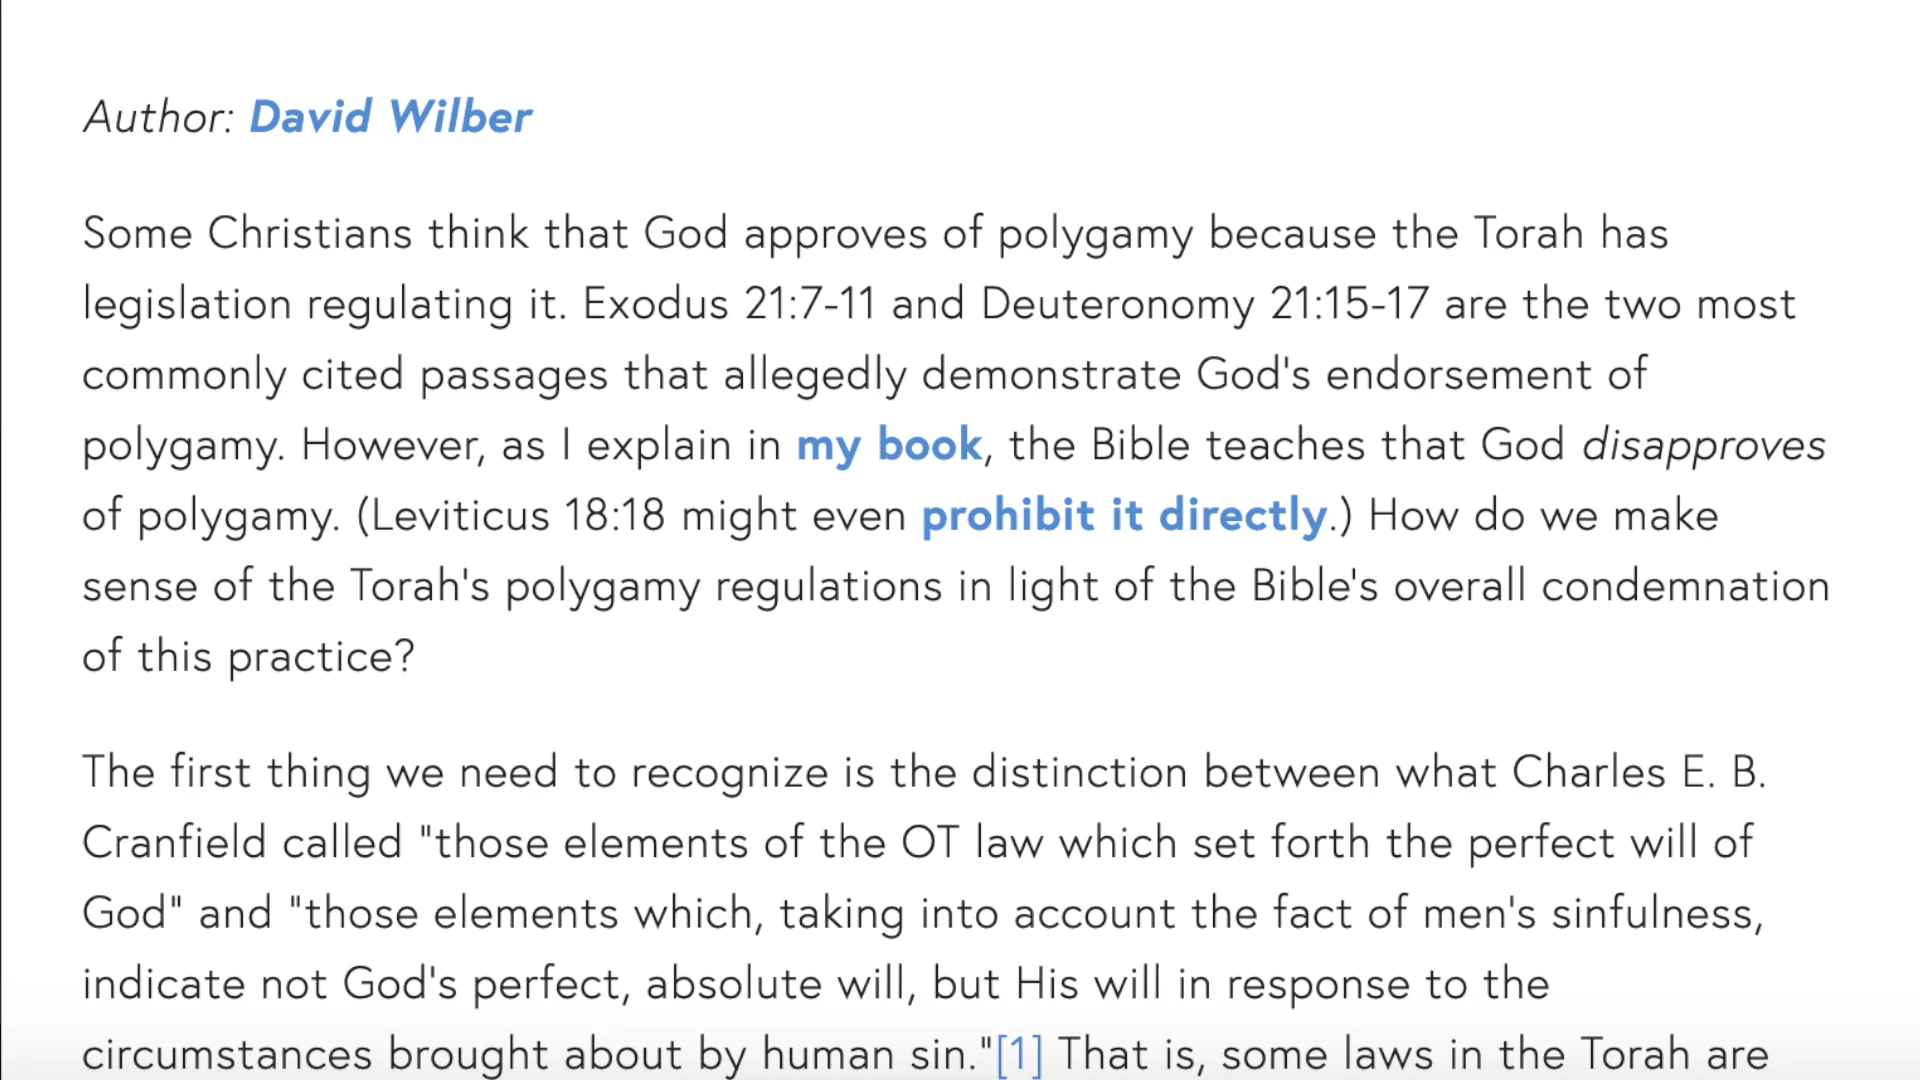 Author: David Wilber
Some Christians think that God approves of polygamy because the Torah has
legislation regulating it. Exodus 21:7-11 and Deuteronomy 21:15-17 are the two most
commonly cited passages that allegedly demonstrate God's endorsement of
polygamy. However, as I explain in my book, the Bible teaches that God disapproves
of polygamy. (Leviticus 18:18 might even prohibit it directly.) How do we make
sense of the Torah's polygamy regulations in light of the Bible's overall condemnation
of this practice?
The first thing we need to recognize is the distinction between what Charles E. B.
Cranfield called "those elements of the OT law which set forth the perfect will of
God" and "those elements which, taking into account the fact of men's sinfulness,
indicate not God's perfect, absolute will, but His will in response to the
circumstances brought about by human sin."[1] That is, some laws in the Torah are